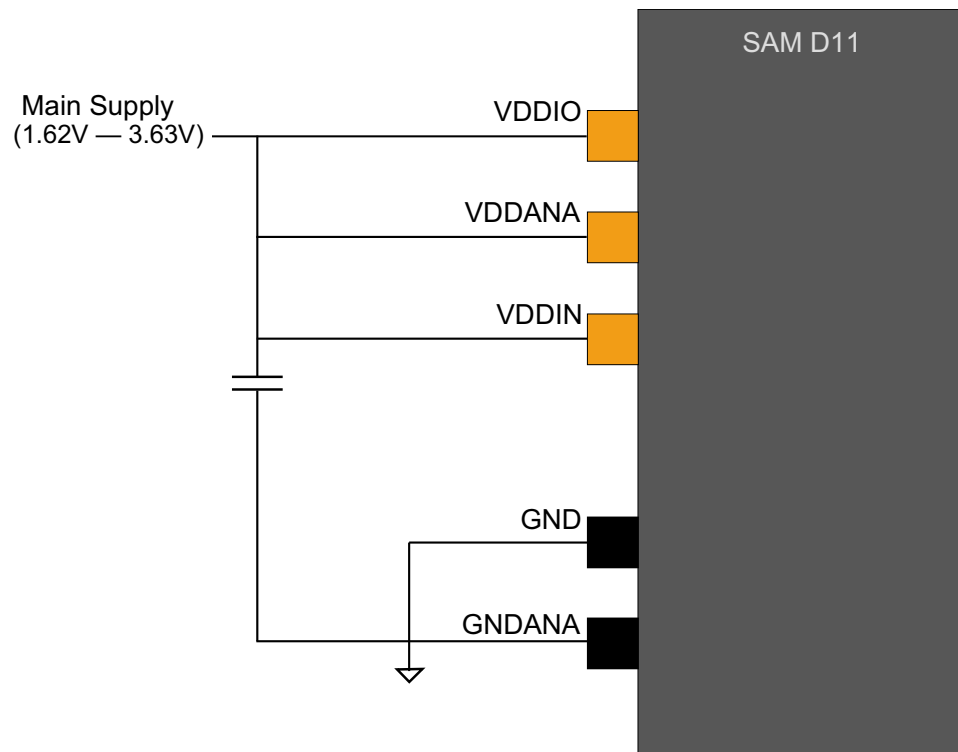 SAM D11
Main Supply
(1.62V — 3.63V)
VDDIO
VDDANA
VDDIN
GND
GNDANA